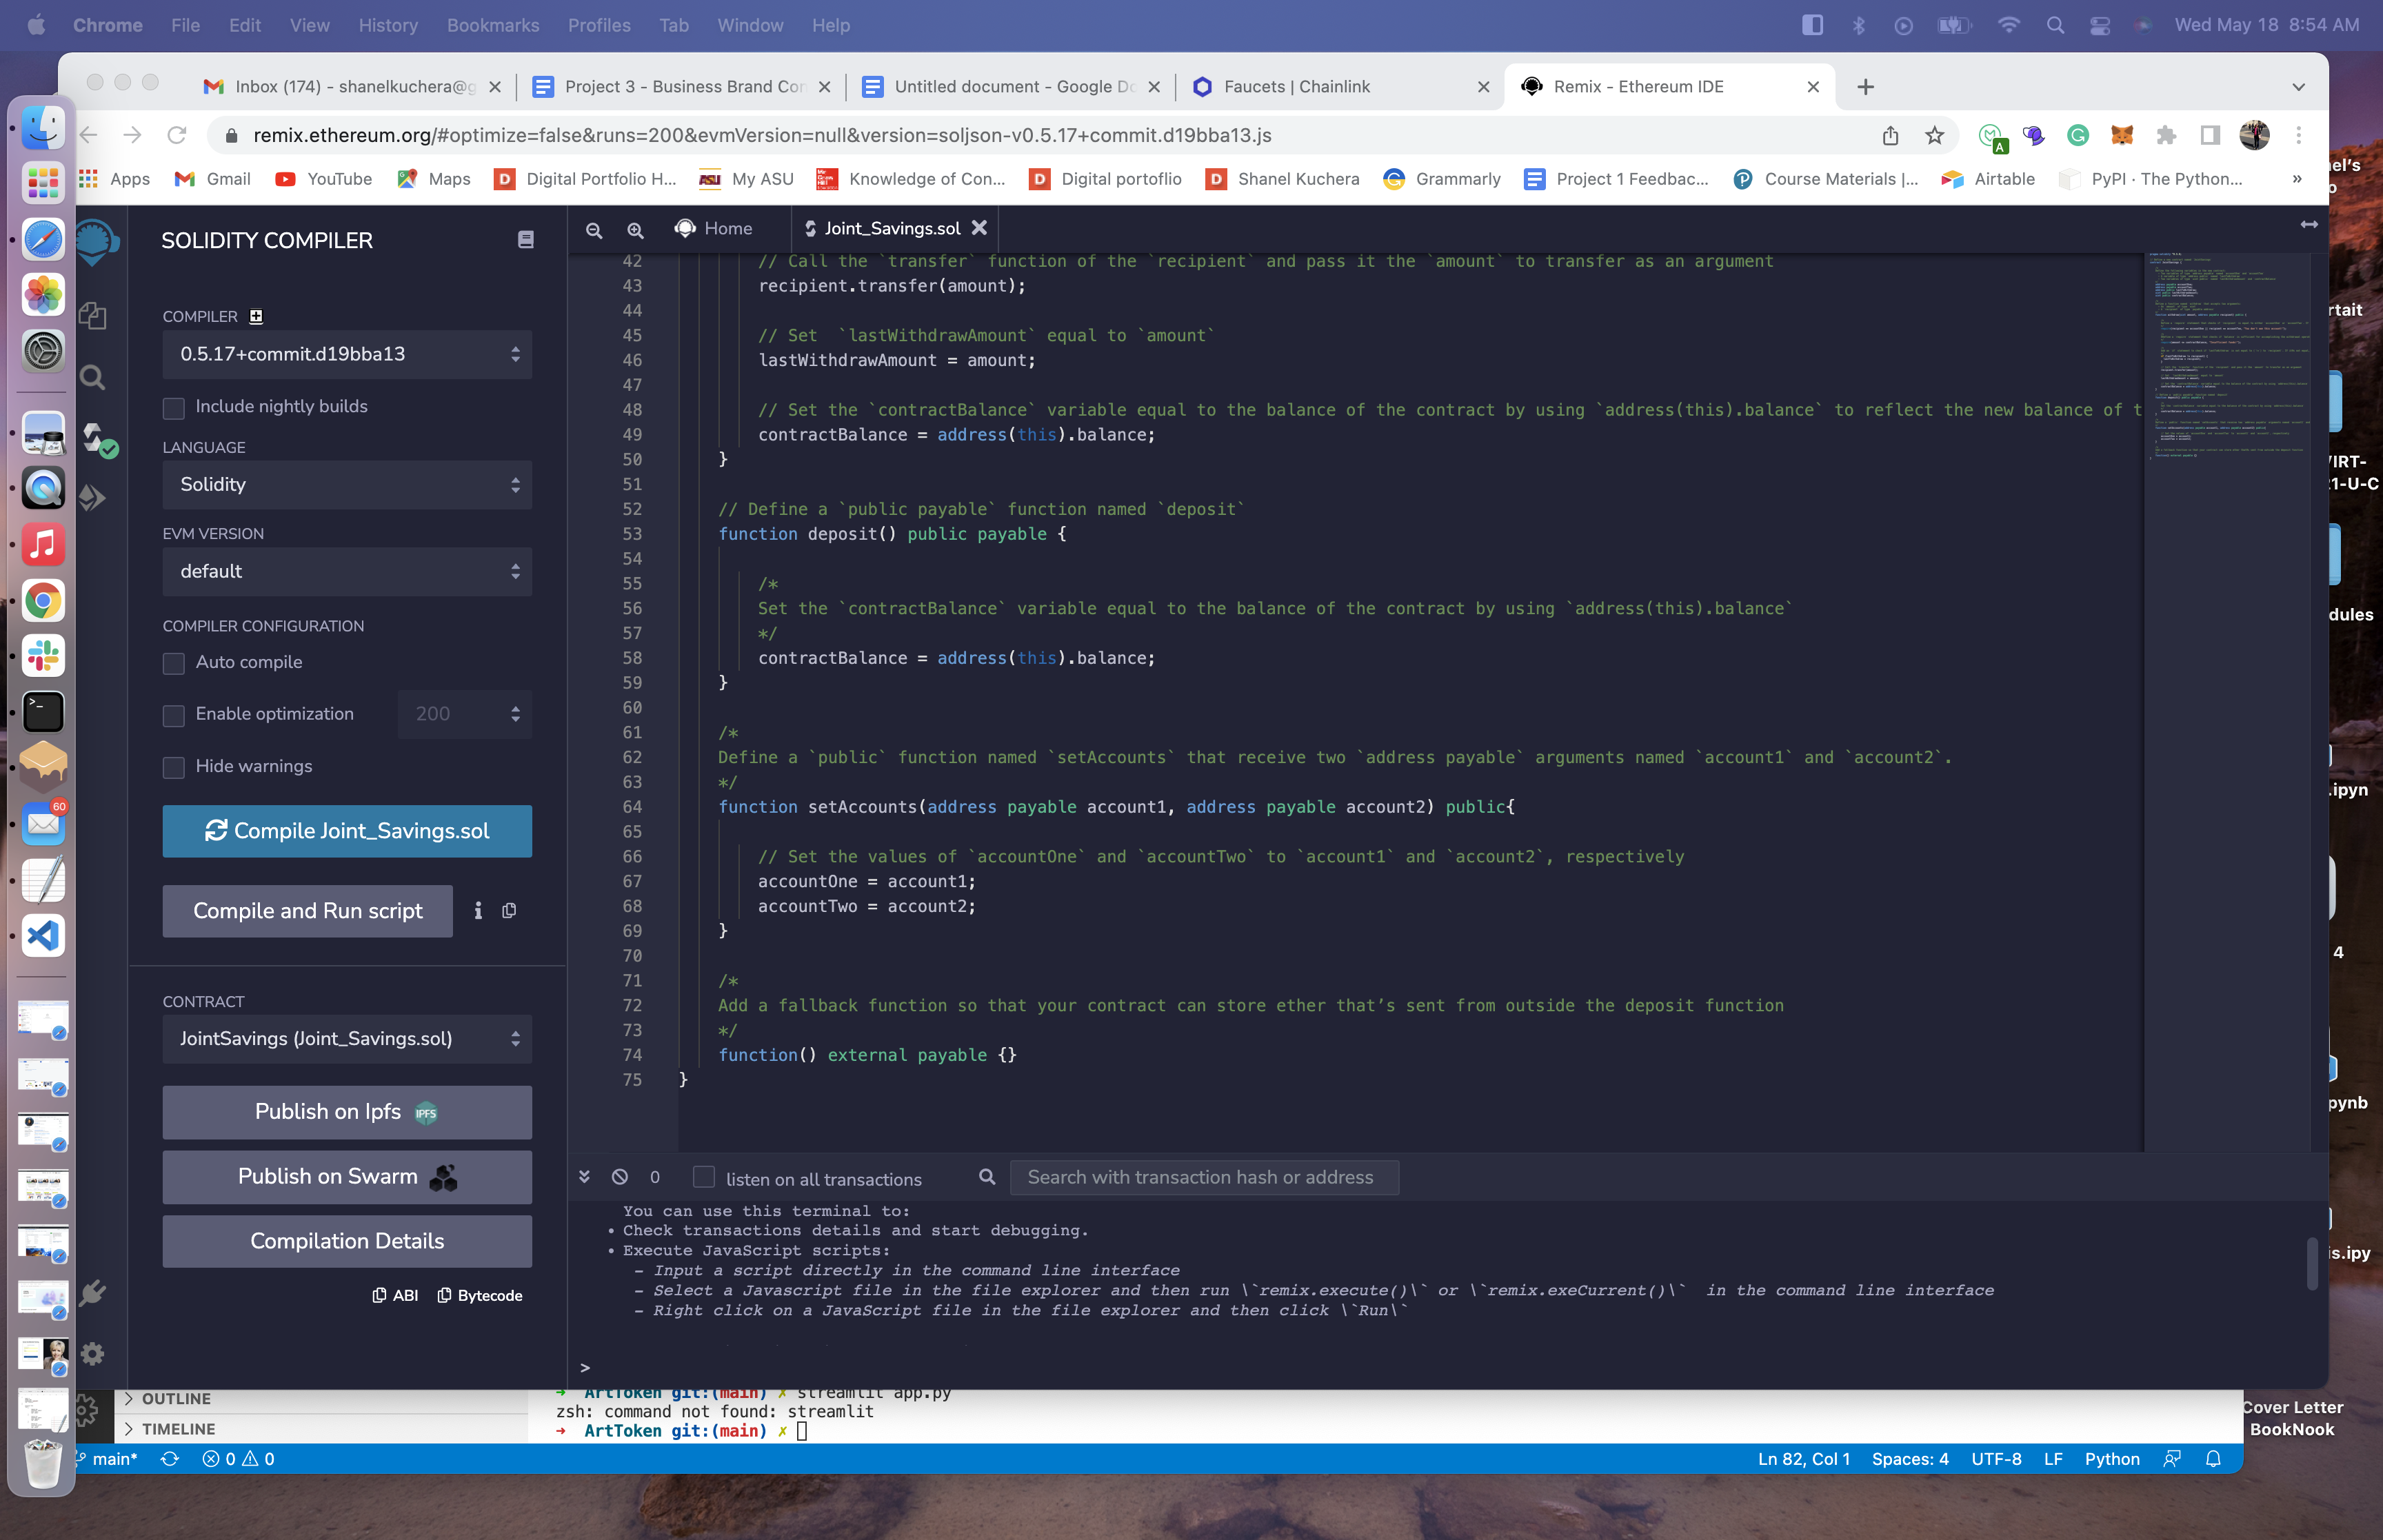 Chrome File Edit View History Bookmarks Profiles Tab Window Help Wed May 18 8:54 AM
Inbox (174) - shanelkuchera@g
Project 3 - Business Brand Con
Untitled document - Google Do
Faucets | Chainlink
Remix - Ethereum IDE
remix.ethereum.org/#optimize=false&runs=200&evmVersion=null&version=soljson-v0.5.17+commit.d19bba13.js
Apps Gmail YouTube Maps Digital Portfolio H... My ASU Knowledge of Con... Digital portoflio Shanel Kuchera Grammarly Project 1 Feedbac... Course Materials |... Airtable PyPI · The Python... »
SOLIDITY COMPILER
COMPILER
0.5.17+commit.d19bba13
Include nightly builds
LANGUAGE
Solidity
EVM VERSION
default
COMPILER CONFIGURATION
Auto compile
Enable optimization 200
Hide warnings
Compile Joint_Savings.sol
Compile and Run script
CONTRACT
JointSavings (Joint_Savings.sol)
Publish on Ipfs IPFS
Publish on Swarm
Compilation Details
ABI Bytecode
Home Joint_Savings.sol
42 // Call the `transfer` function of the `recipient` and pass it the `amount` to transfer as an argument
43 recipient.transfer(amount);
44
45 // Set  `lastWithdrawAmount` equal to `amount`
46 lastWithdrawAmount = amount;
47
48 // Set the `contractBalance` variable equal to the balance of the contract by using `address(this).balance` to reflect the new balance of t
49 contractBalance = address(this).balance;
50 }
51
52 // Define a `public payable` function named `deposit`
53 function deposit() public payable {
54
55 /*
56 Set the `contractBalance` variable equal to the balance of the contract by using `address(this).balance`
57 */
58 contractBalance = address(this).balance;
59 }
60
61 /*
62 Define a `public` function named `setAccounts` that receive two `address payable` arguments named `account1` and `account2`.
63 */
64 function setAccounts(address payable account1, address payable account2) public{
65
66 // Set the values of `accountOne` and `accountTwo` to `account1` and `account2`, respectively
67 accountOne = account1;
68 accountTwo = account2;
69 }
70
71 /*
72 Add a fallback function so that your contract can store ether that’s sent from outside the deposit function
73 */
74 function() external payable {}
75 }
0 listen on all transactions Search with transaction hash or address
You can use this terminal to:
• Check transactions details and start debugging.
• Execute JavaScript scripts:
– Input a script directly in the command line interface
– Select a Javascript file in the file explorer and then run \`remix.execute()\` or \`remix.exeCurrent()\`  in the command line interface
– Right click on a JavaScript file in the file explorer and then click \`Run\`
>
OUTLINE
TIMELINE
→ ArtToken git:(main) ✗ streamlit app.py
zsh: command not found: streamlit
→ ArtToken git:(main) ✗
main* 0 0 Ln 82, Col 1 Spaces: 4 UTF-8 LF Python
60
el's
o
rtait
VIRT-
21-U-C
dules
.ipyn
4
pynb
is.ipy
Cover Letter
BookNook